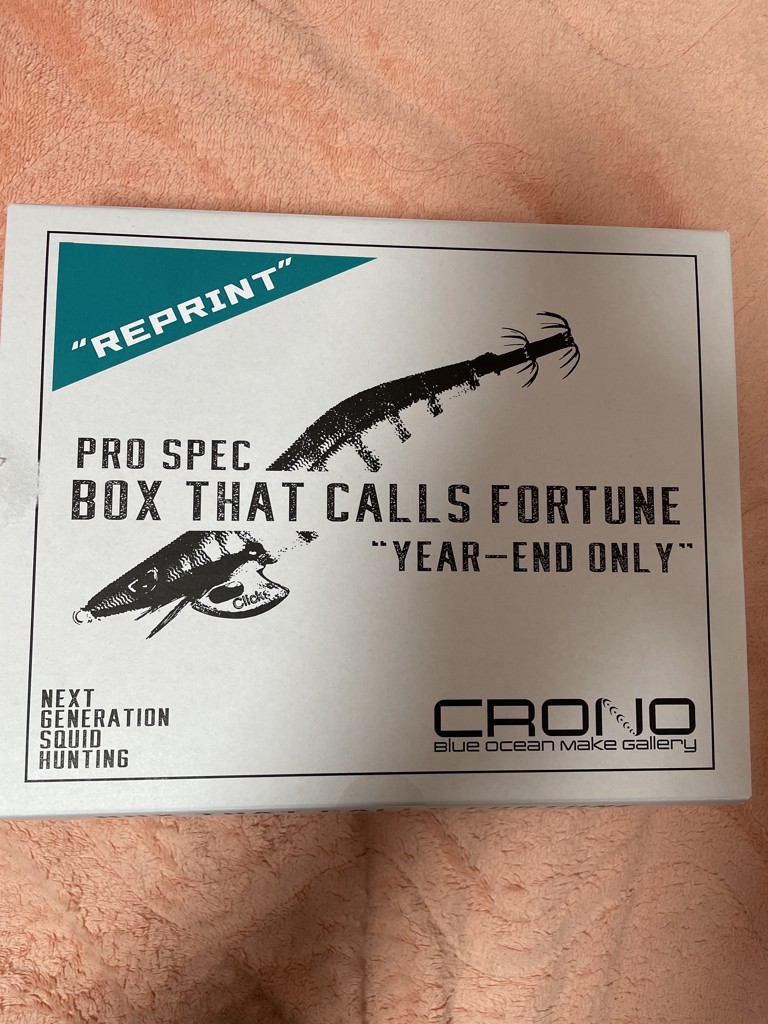 "REPRINT"
PRO SPEC
BOX THAT CALLS FORTUNE
"YEAR-END ONLY"
Clicks
NEXT
GENERATION
SQUID
HUNTING
CRONO
Blue Ocean Make Gallery